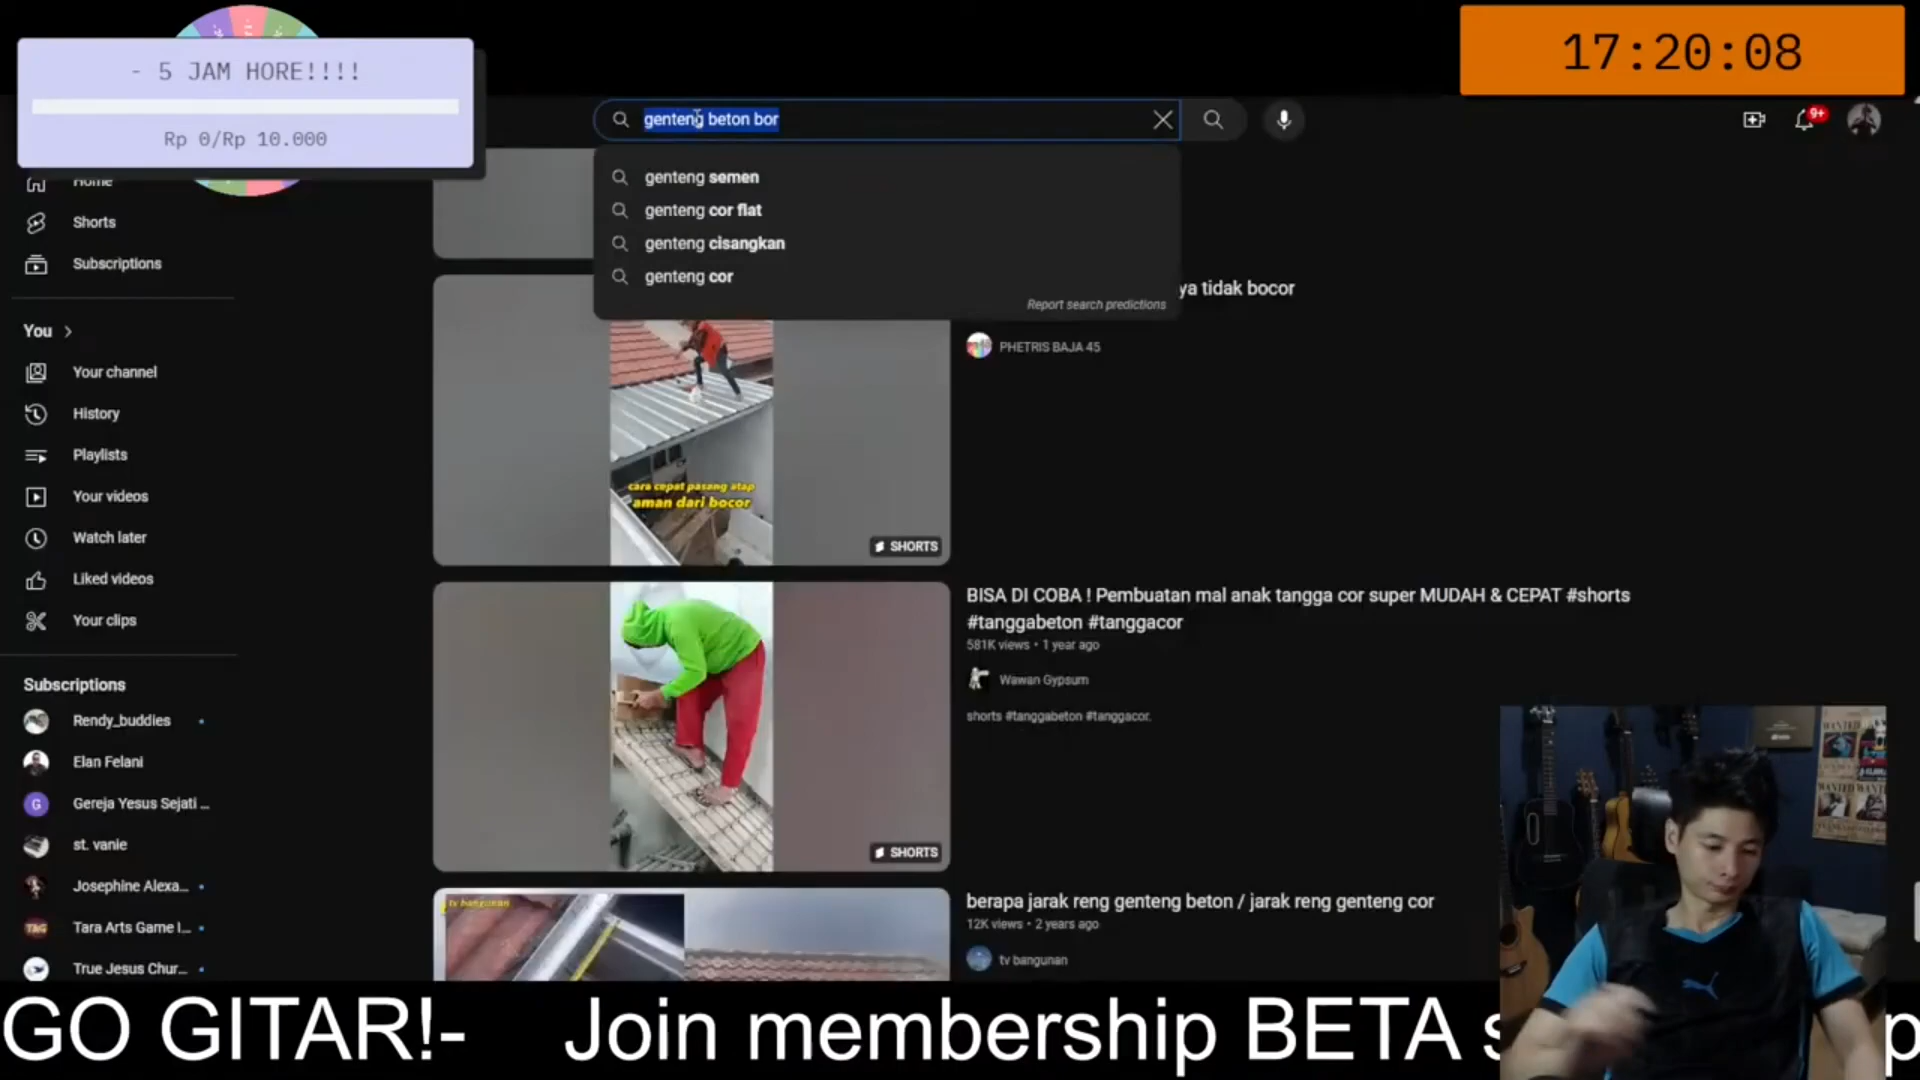 - 5 JAM HORE!!!!
Rp 0/Rp 10.000
17:20:08
genteng beton bor
9+
genteng semen
genteng cor flat
genteng cisangkan
genteng cor
Report search predictions
Home
Shorts
Subscriptions
You
Your channel
History
Playlists
Your videos
Watch later
Liked videos
Your clips
Subscriptions
Rendy_buddies
Elan Felani
G
Gereja Yesus Sejati ...
st. vanie
Josephine Alexa...
TAG
Tara Arts Game I...
True Jesus Chur...
ya tidak bocor
PHETRIS BAJA 45
cara cepat pasang atap
aman dari bocor
SHORTS
BISA DI COBA ! Pembuatan mal anak tangga cor super MUDAH & CEPAT #shorts
#tanggabeton #tanggacor
581K views • 1 year ago
Wawan Gypsum
shorts #tanggabeton #tanggacor.
SHORTS
tv bangunan
berapa jarak reng genteng beton / jarak reng genteng cor
12K views • 2 years ago
tv bangunan
WANTED
WANTED
GO GITAR!- Join membership BETA s p